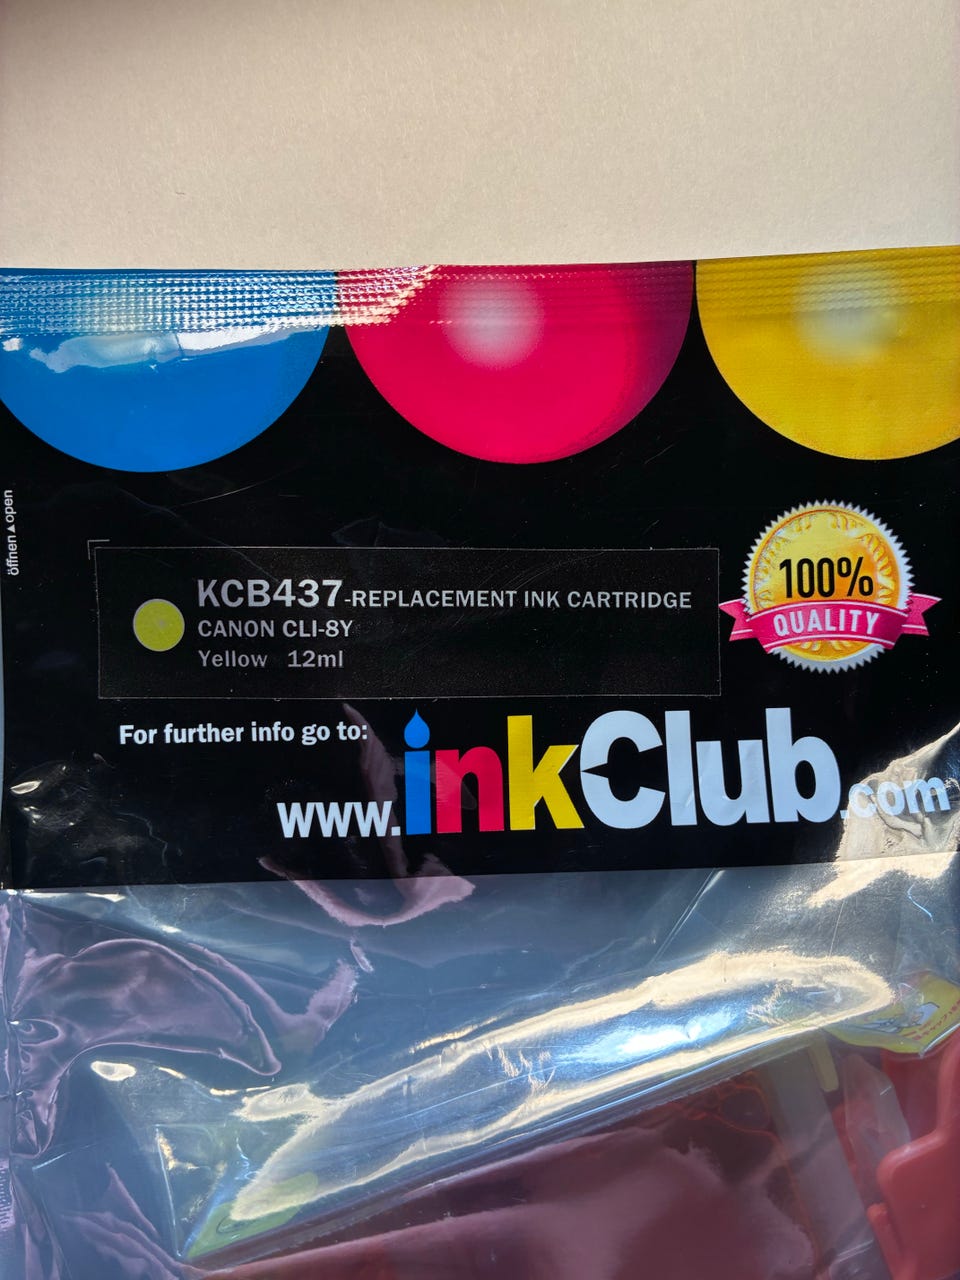 öffnen▲open
KCB437-REPLACEMENT INK CARTRIDGE
CANON CLI-8Y
Yellow 12ml
100%
QUALITY
For further info go to:
www.inkClub.com